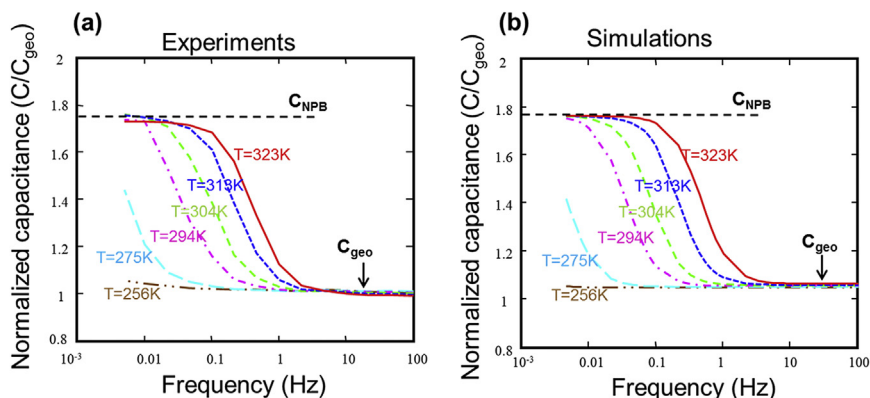 (a)
Experiments
Normalized capacitance (C/Cgeo)
2
1.8
1.6
1.4
1.2
1
0.8
CNPB
T=323K
T=313K
T=304K
T=294K
T=275K
T=256K
Cgeo
10-3 0.01 0.1 1 10 100
Frequency (Hz)
(b)
Simulations
Normalized capacitance (C/Cgeo)
2
1.8
1.6
1.4
1.2
1
0.8
CNPB
T=323K
T=313K
T=304K
T=294K
T=275K
T=256K
Cgeo
10-3 0.01 0.1 1 10 100
Frequency (Hz)